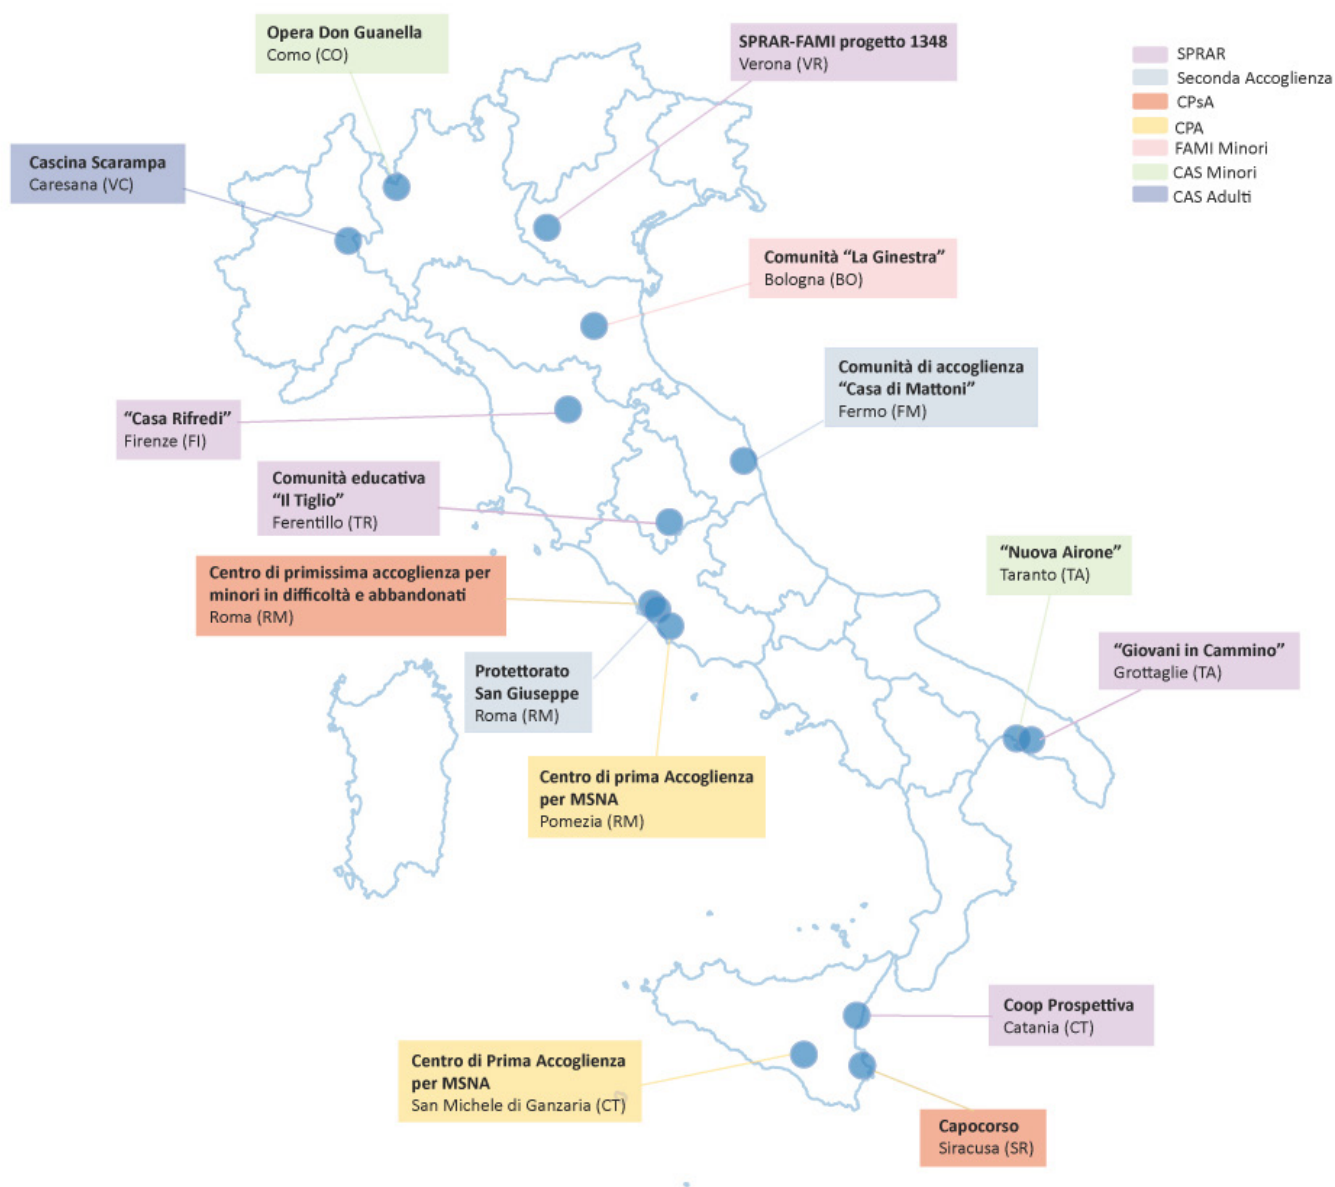 Opera Don Guanella
Como (CO)
SPRAR-FAMI progetto 1348
Verona (VR)
SPRAR
Seconda Accoglienza
CPsA
CPA
FAMI Minori
CAS Minori
CAS Adulti
Cascina Scarampa
Caresana (VC)
Comunità “La Ginestra”
Bologna (BO)
Comunità di accoglienza
“Casa di Mattoni”
Fermo (FM)
“Casa Rifredi”
Firenze (FI)
Comunità educativa
“Il Tiglio”
Ferentillo (TR)
Centro di primissima accoglienza per
minori in difficoltà e abbandonati
Roma (RM)
“Nuova Airone”
Taranto (TA)
“Giovani in Cammino”
Grottaglie (TA)
Protettorato
San Giuseppe
Roma (RM)
Centro di prima Accoglienza
per MSNA
Pomezia (RM)
Coop Prospettiva
Catania (CT)
Centro di Prima Accoglienza
per MSNA
San Michele di Ganzaria (CT)
Capocorso
Siracusa (SR)